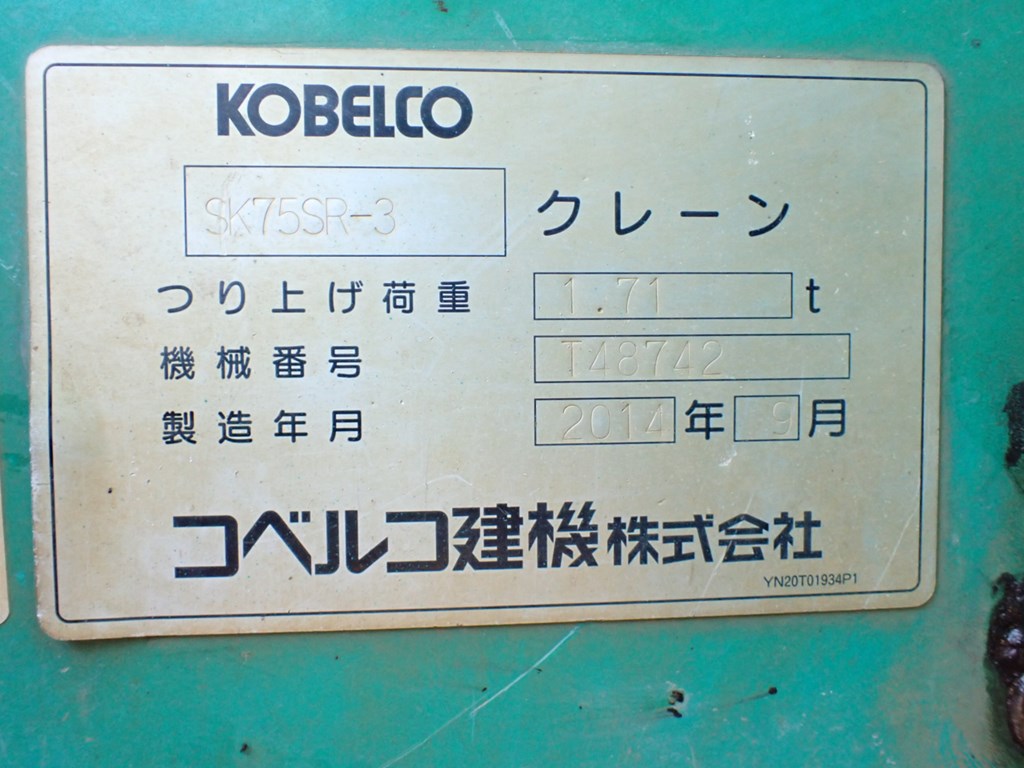 KOBELCO
SK75SR-3 クレーン
つり上げ荷重 1.71 t
機械番号 T48742
製造年月 2014 年 9 月
コベルコ建機株式会社
YN20T01934P1